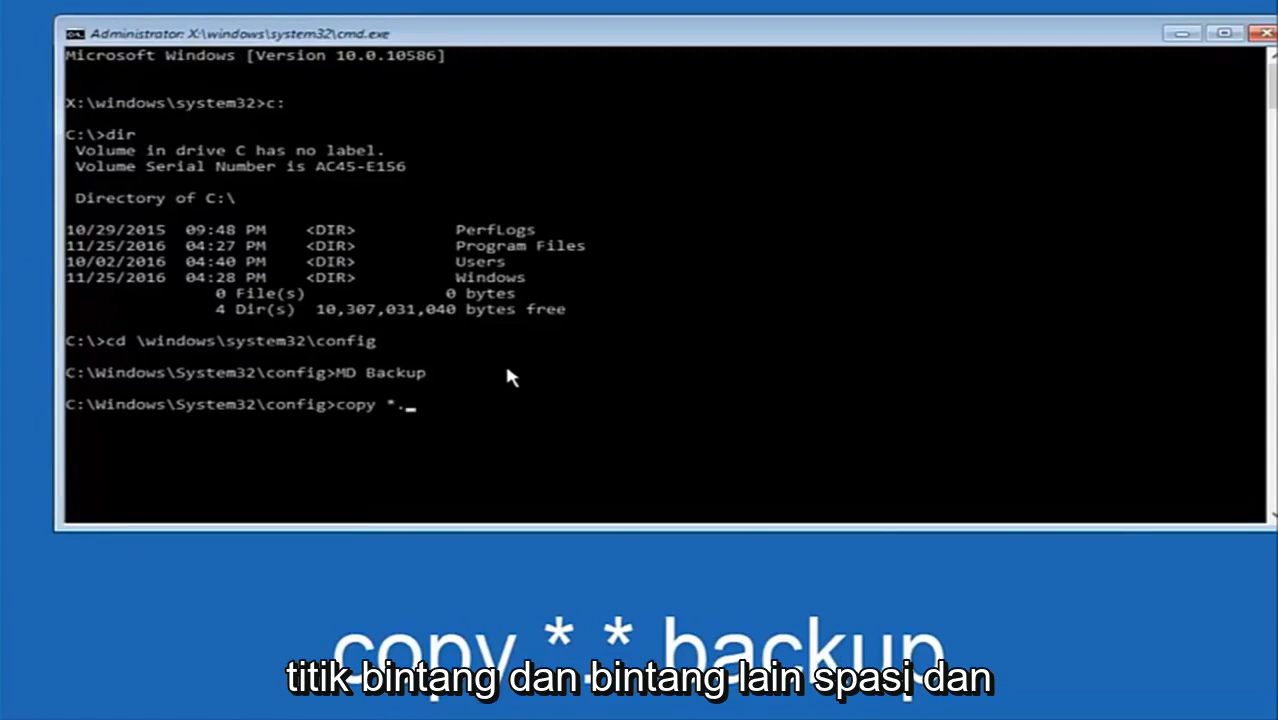 Administrator: X:\windows\system32\cmd.exe
Microsoft Windows [Version 10.0.10586]
X:\windows\system32>c:
C:\>dir
Volume in drive C has no label.
Volume Serial Number is AC45-E156
Directory of C:\
10/29/2015 09:48 PM <DIR> PerfLogs
11/25/2016 04:27 PM <DIR> Program Files
10/02/2016 04:40 PM <DIR> Users
11/25/2016 04:28 PM <DIR> Windows
0 File(s) 0 bytes
4 Dir(s) 10,307,031,040 bytes free
C:\>cd \windows\system32\config
C:\Windows\System32\config>MD Backup
C:\Windows\System32\config>copy *._
copy *.* backup
titik bintang dan bintang lain spasi dan